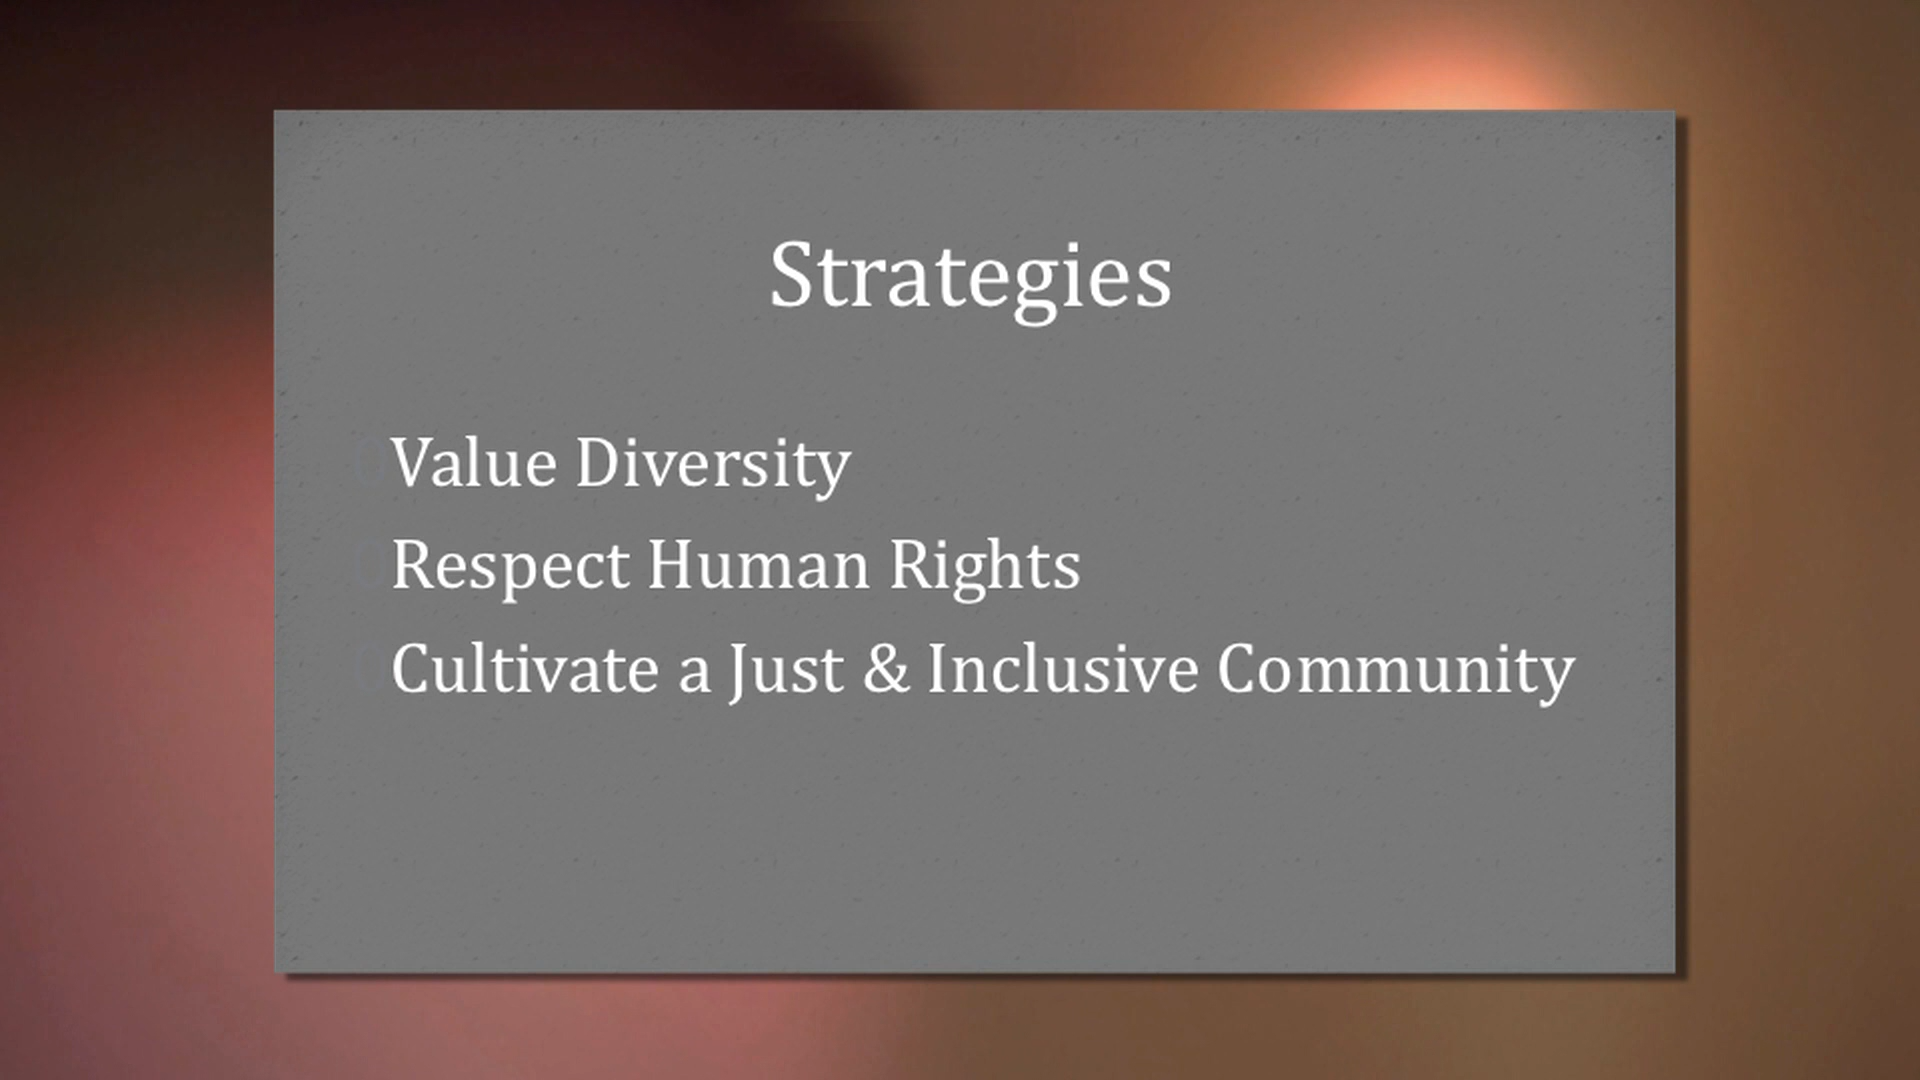 Strategies
Value Diversity
Respect Human Rights
Cultivate a Just & Inclusive Community